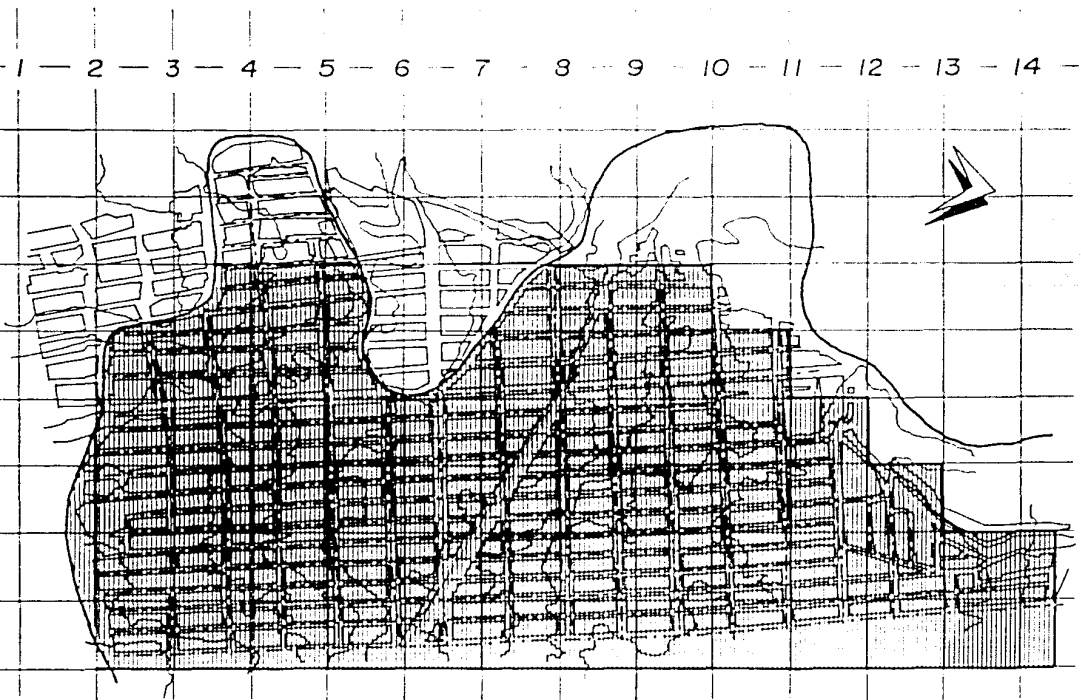 1 — 2 — 3 — 4 — 5 — 6 — 7 — 8 — 9 — 10 — 11 — 12 — 13 — 14 —